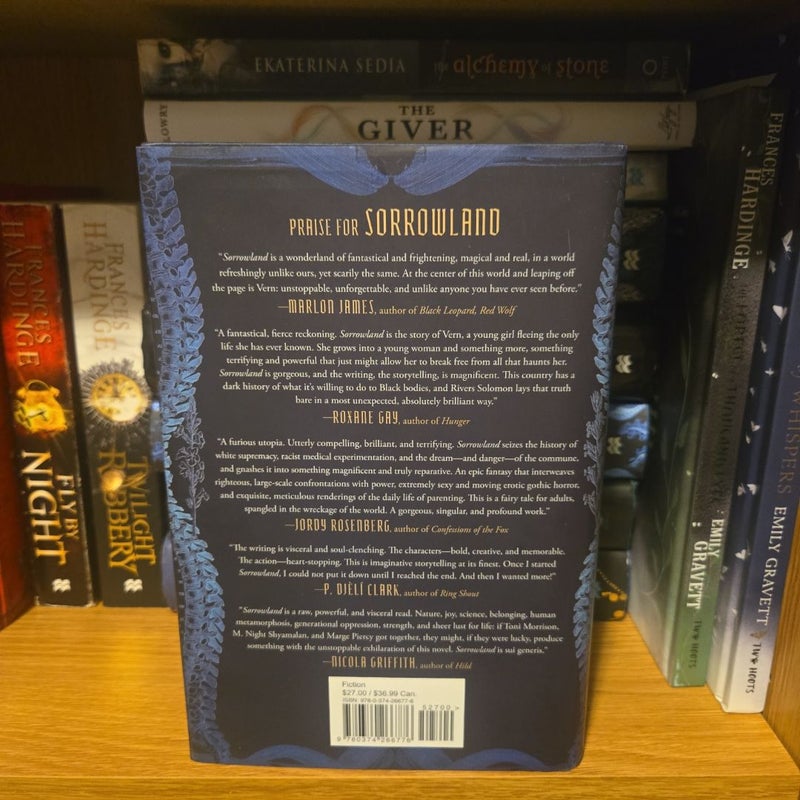 EKATERINA SEDIA the alchemy of stone
LOWRY THE GIVER
PRAISE FOR SORROWLAND
"Sorrowland is a wonderland of fantastical and frightening, magical and real, in a world
refreshingly unlike ours, yet scarily the same. At the center of this world and leaping off
the page is Vern: unstoppable, unforgettable, and unlike anyone you have ever seen before."
—MARLON JAMES, author of Black Leopard, Red Wolf
"A fantastical, fierce reckoning. Sorrowland is the story of Vern, a young girl fleeing the only
life she has ever known. She grows into a young woman and something more, something
terrifying and powerful that just might allow her to break free from all that haunts her.
Sorrowland is gorgeous, and the writing, the storytelling, is magnificent. This country has a
dark history of what it's willing to do to Black bodies, and Rivers Solomon lays that truth
bare in a most unexpected, absolutely brilliant way."
—ROXANE GAY, author of Hunger
"A furious utopia. Utterly compelling, brilliant, and terrifying. Sorrowland seizes the history of
white supremacy, racist medical experimentation, and the dream—and danger—of the commune,
and gnashes it into something magnificent and truly reparative. An epic fantasy that interweaves
righteous, large-scale confrontations with power, extremely sexy and moving erotic gothic horror,
and exquisite, meticulous renderings of the daily life of parenting. This is a fairy tale for adults,
spangled in the wreckage of the world. A gorgeous, singular, and profound work."
—JORDY ROSENBERG, author of Confessions of the Fox
"The writing is visceral and soul-clenching. The characters—bold, creative, and memorable.
The action—heart-stopping. This is imaginative storytelling at its finest. Once I started
Sorrowland, I could not put it down until I reached the end. And then I wanted more!"
—P. DJÈLÍ CLARK, author of Ring Shout
"Sorrowland is a raw, powerful, and visceral read. Nature, joy, science, belonging, human
metamorphosis, generational oppression, strength, and sheer lust for life: if Toni Morrison,
M. Night Shyamalan, and Marge Piercy got together, they might, if they were lucky, produce
something with the unstoppable exhilaration of this novel. Sorrowland is sui generis."
—NICOLA GRIFFITH, author of Hild
Fiction
$27.00 / $36.99 Can.
ISBN: 978-0-374-26677-6
52700 >
9 780374 266776
FRANCES HARDINGE
FLY BY NIGHT
FRANCES HARDINGE
TWILIGHT ROBBERY
FRANCES HARDINGE
EMILY GRAVETT
TWO HOOTS
WHISPERS
EMILY GRAVETT
TWO HOOTS